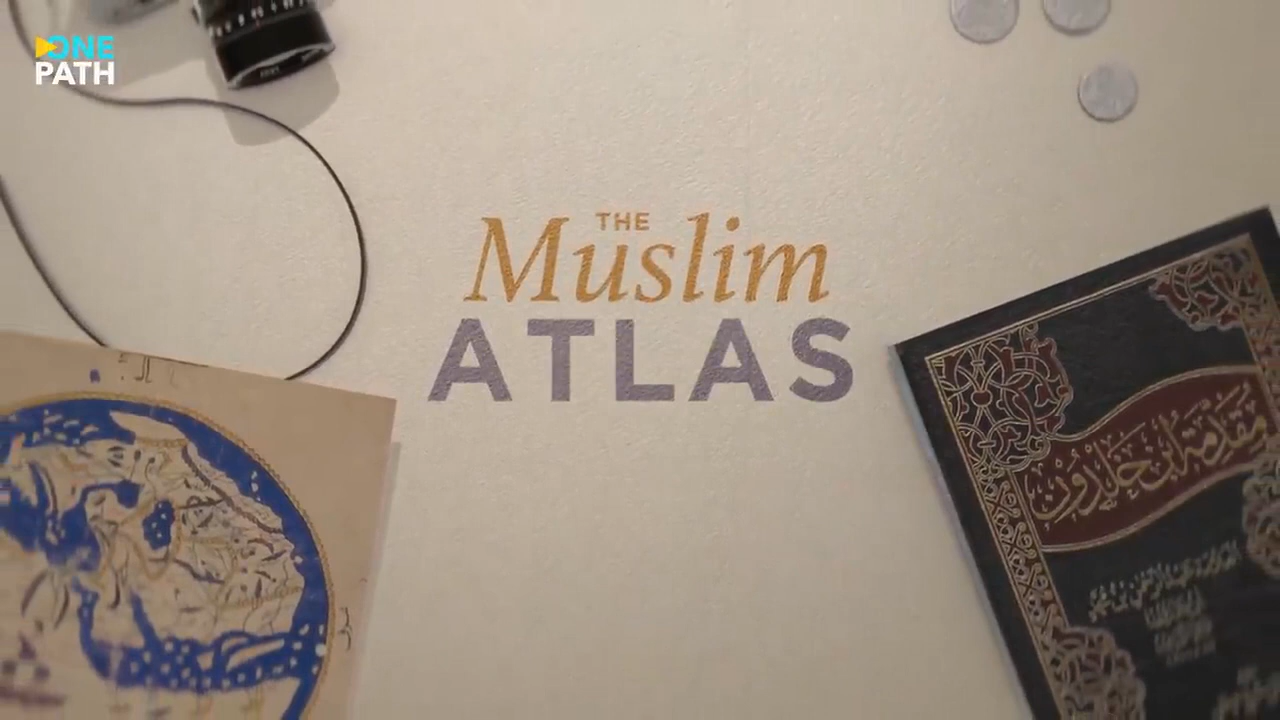 ONE
PATH
THE
Muslim
ATLAS
مقدمة ابن خلدون